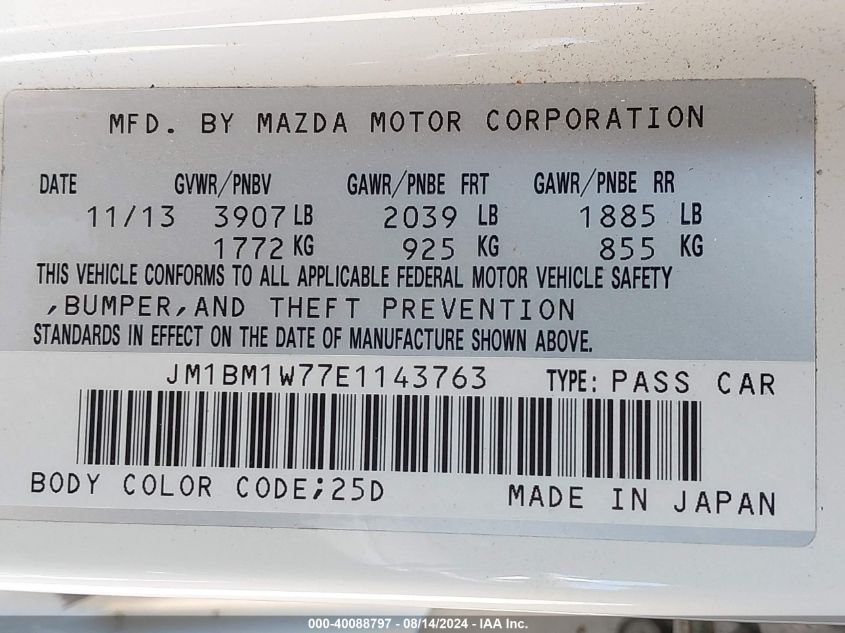 MFD. BY MAZDA MOTOR CORPORATION
DATE GVWR/PNBV GAWR/PNBE FRT GAWR/PNBE RR
11/13 3907 LB 2039 LB 1885 LB
1772 KG 925 KG 855 KG
THIS VEHICLE CONFORMS TO ALL APPLICABLE FEDERAL MOTOR VEHICLE SAFETY
,BUMPER,AND THEFT PREVENTION
STANDARDS IN EFFECT ON THE DATE OF MANUFACTURE SHOWN ABOVE.
JM1BM1W77E1143763 TYPE: PASS CAR
BODY COLOR CODE;25D MADE IN JAPAN
000-40088797 - 08/14/2024 - IAA Inc.